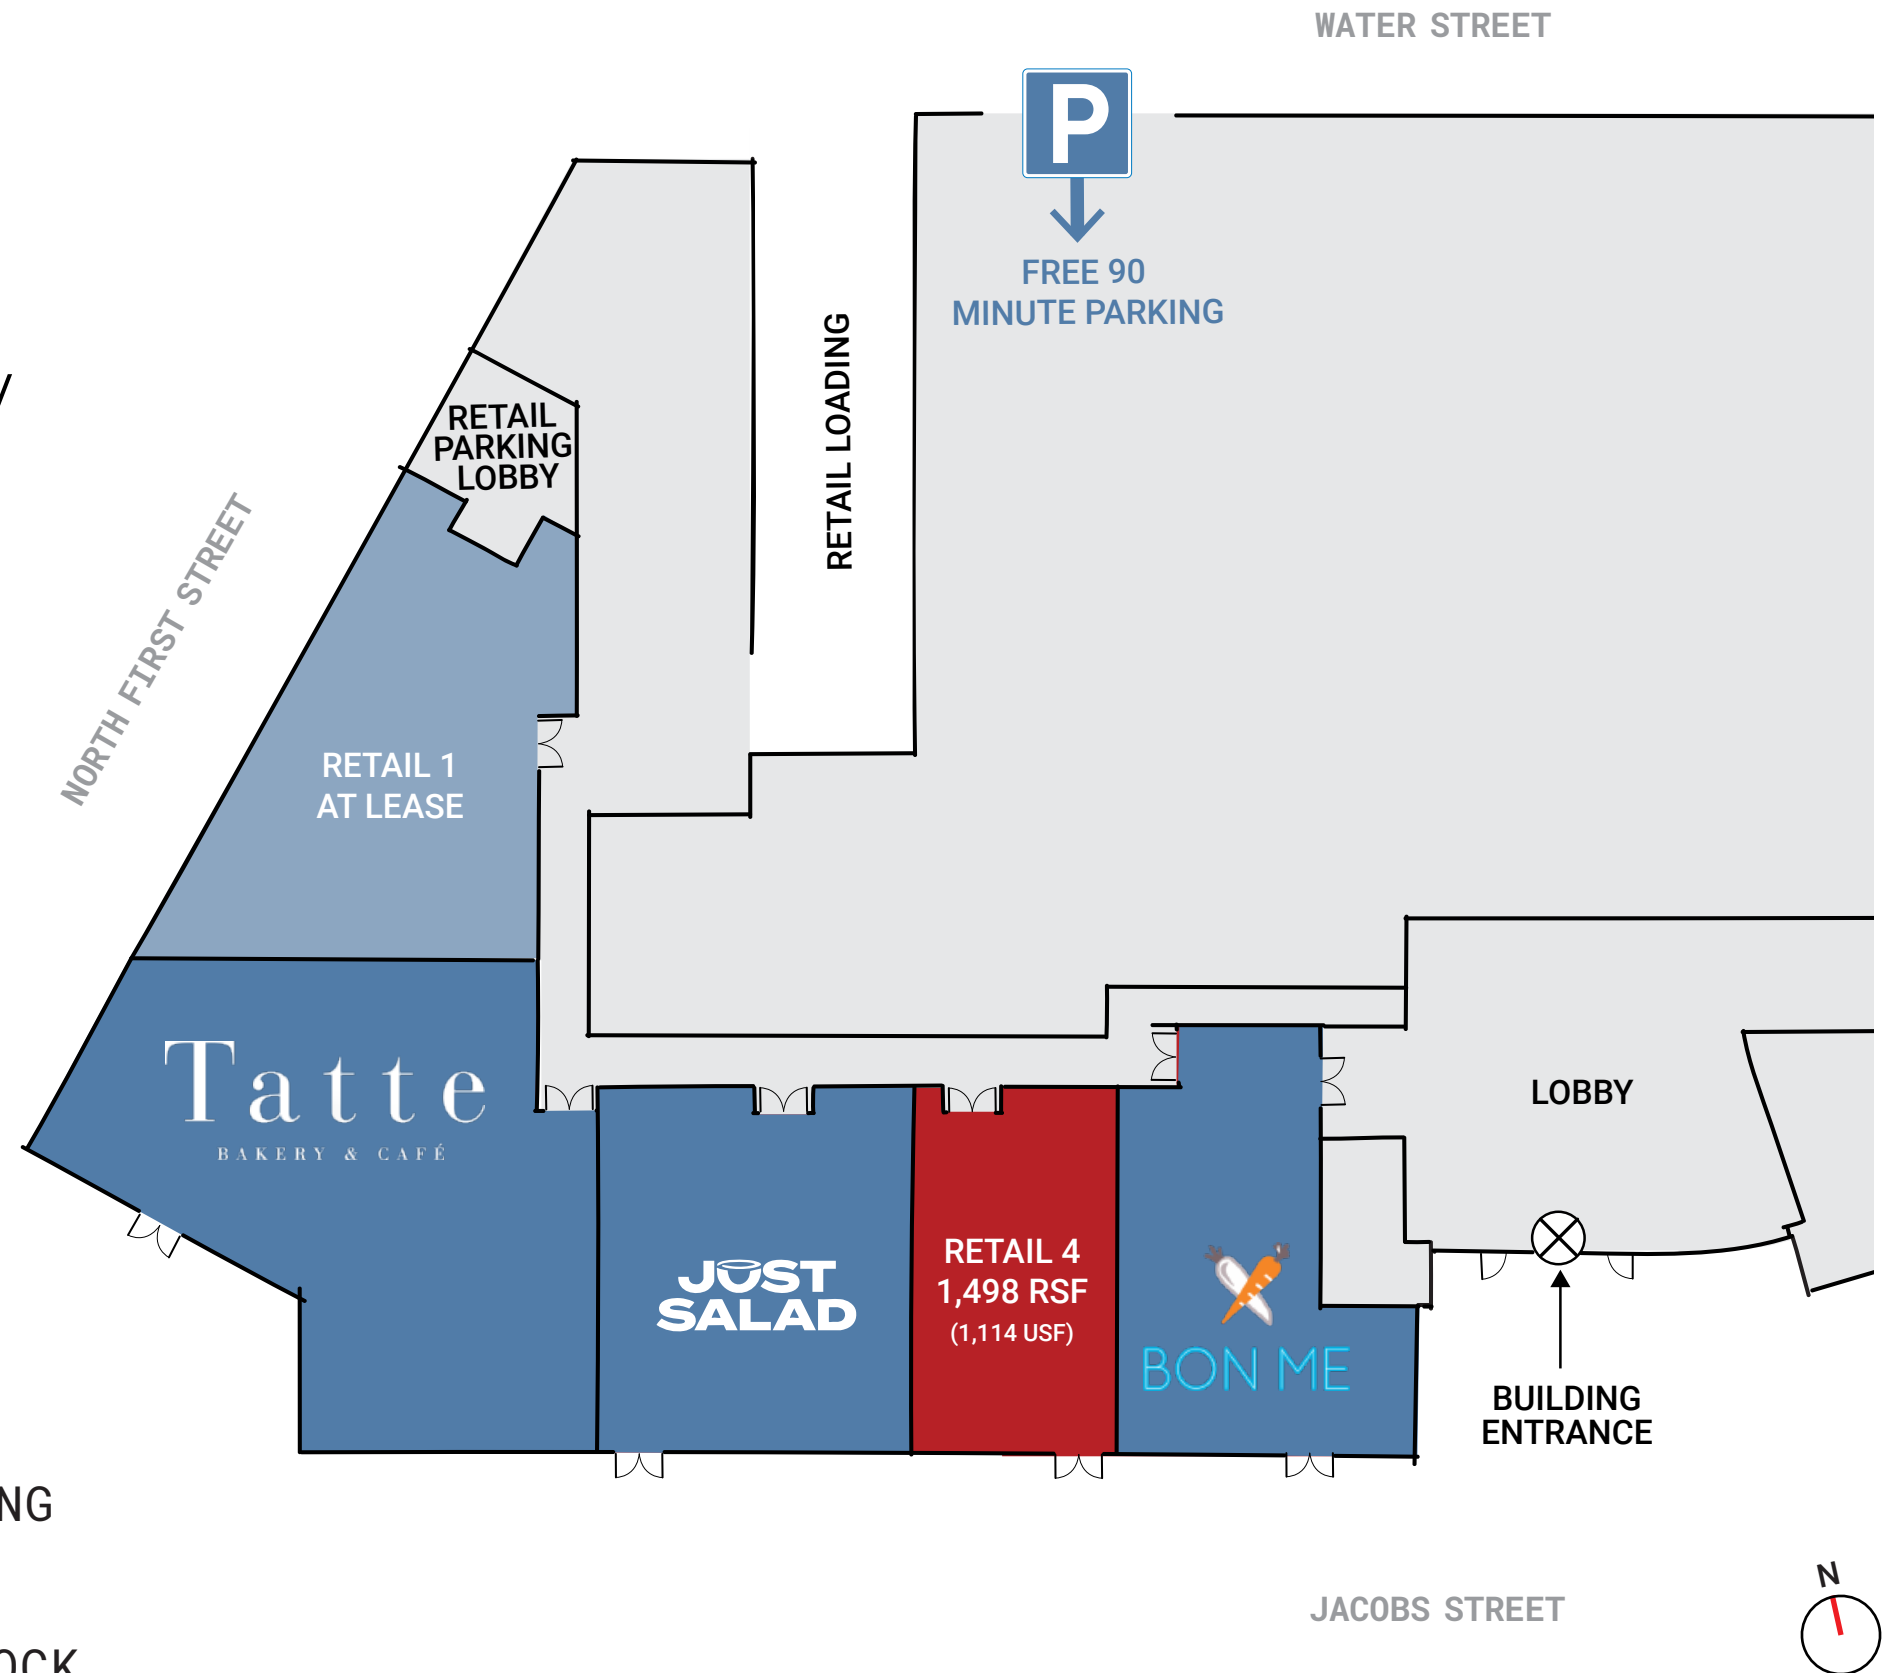 WATER STREET
P
FREE 90
MINUTE PARKING
RETAIL LOADING
RETAIL
PARKING
LOBBY
NORTH FIRST STREET
RETAIL 1
AT LEASE
Tatte
BAKERY & CAFÉ
LOBBY
JUST
SALAD
RETAIL 4
1,498 RSF
(1,114 USF)
BON ME
BUILDING
ENTRANCE
NG
JACOBS STREET
N
OCK